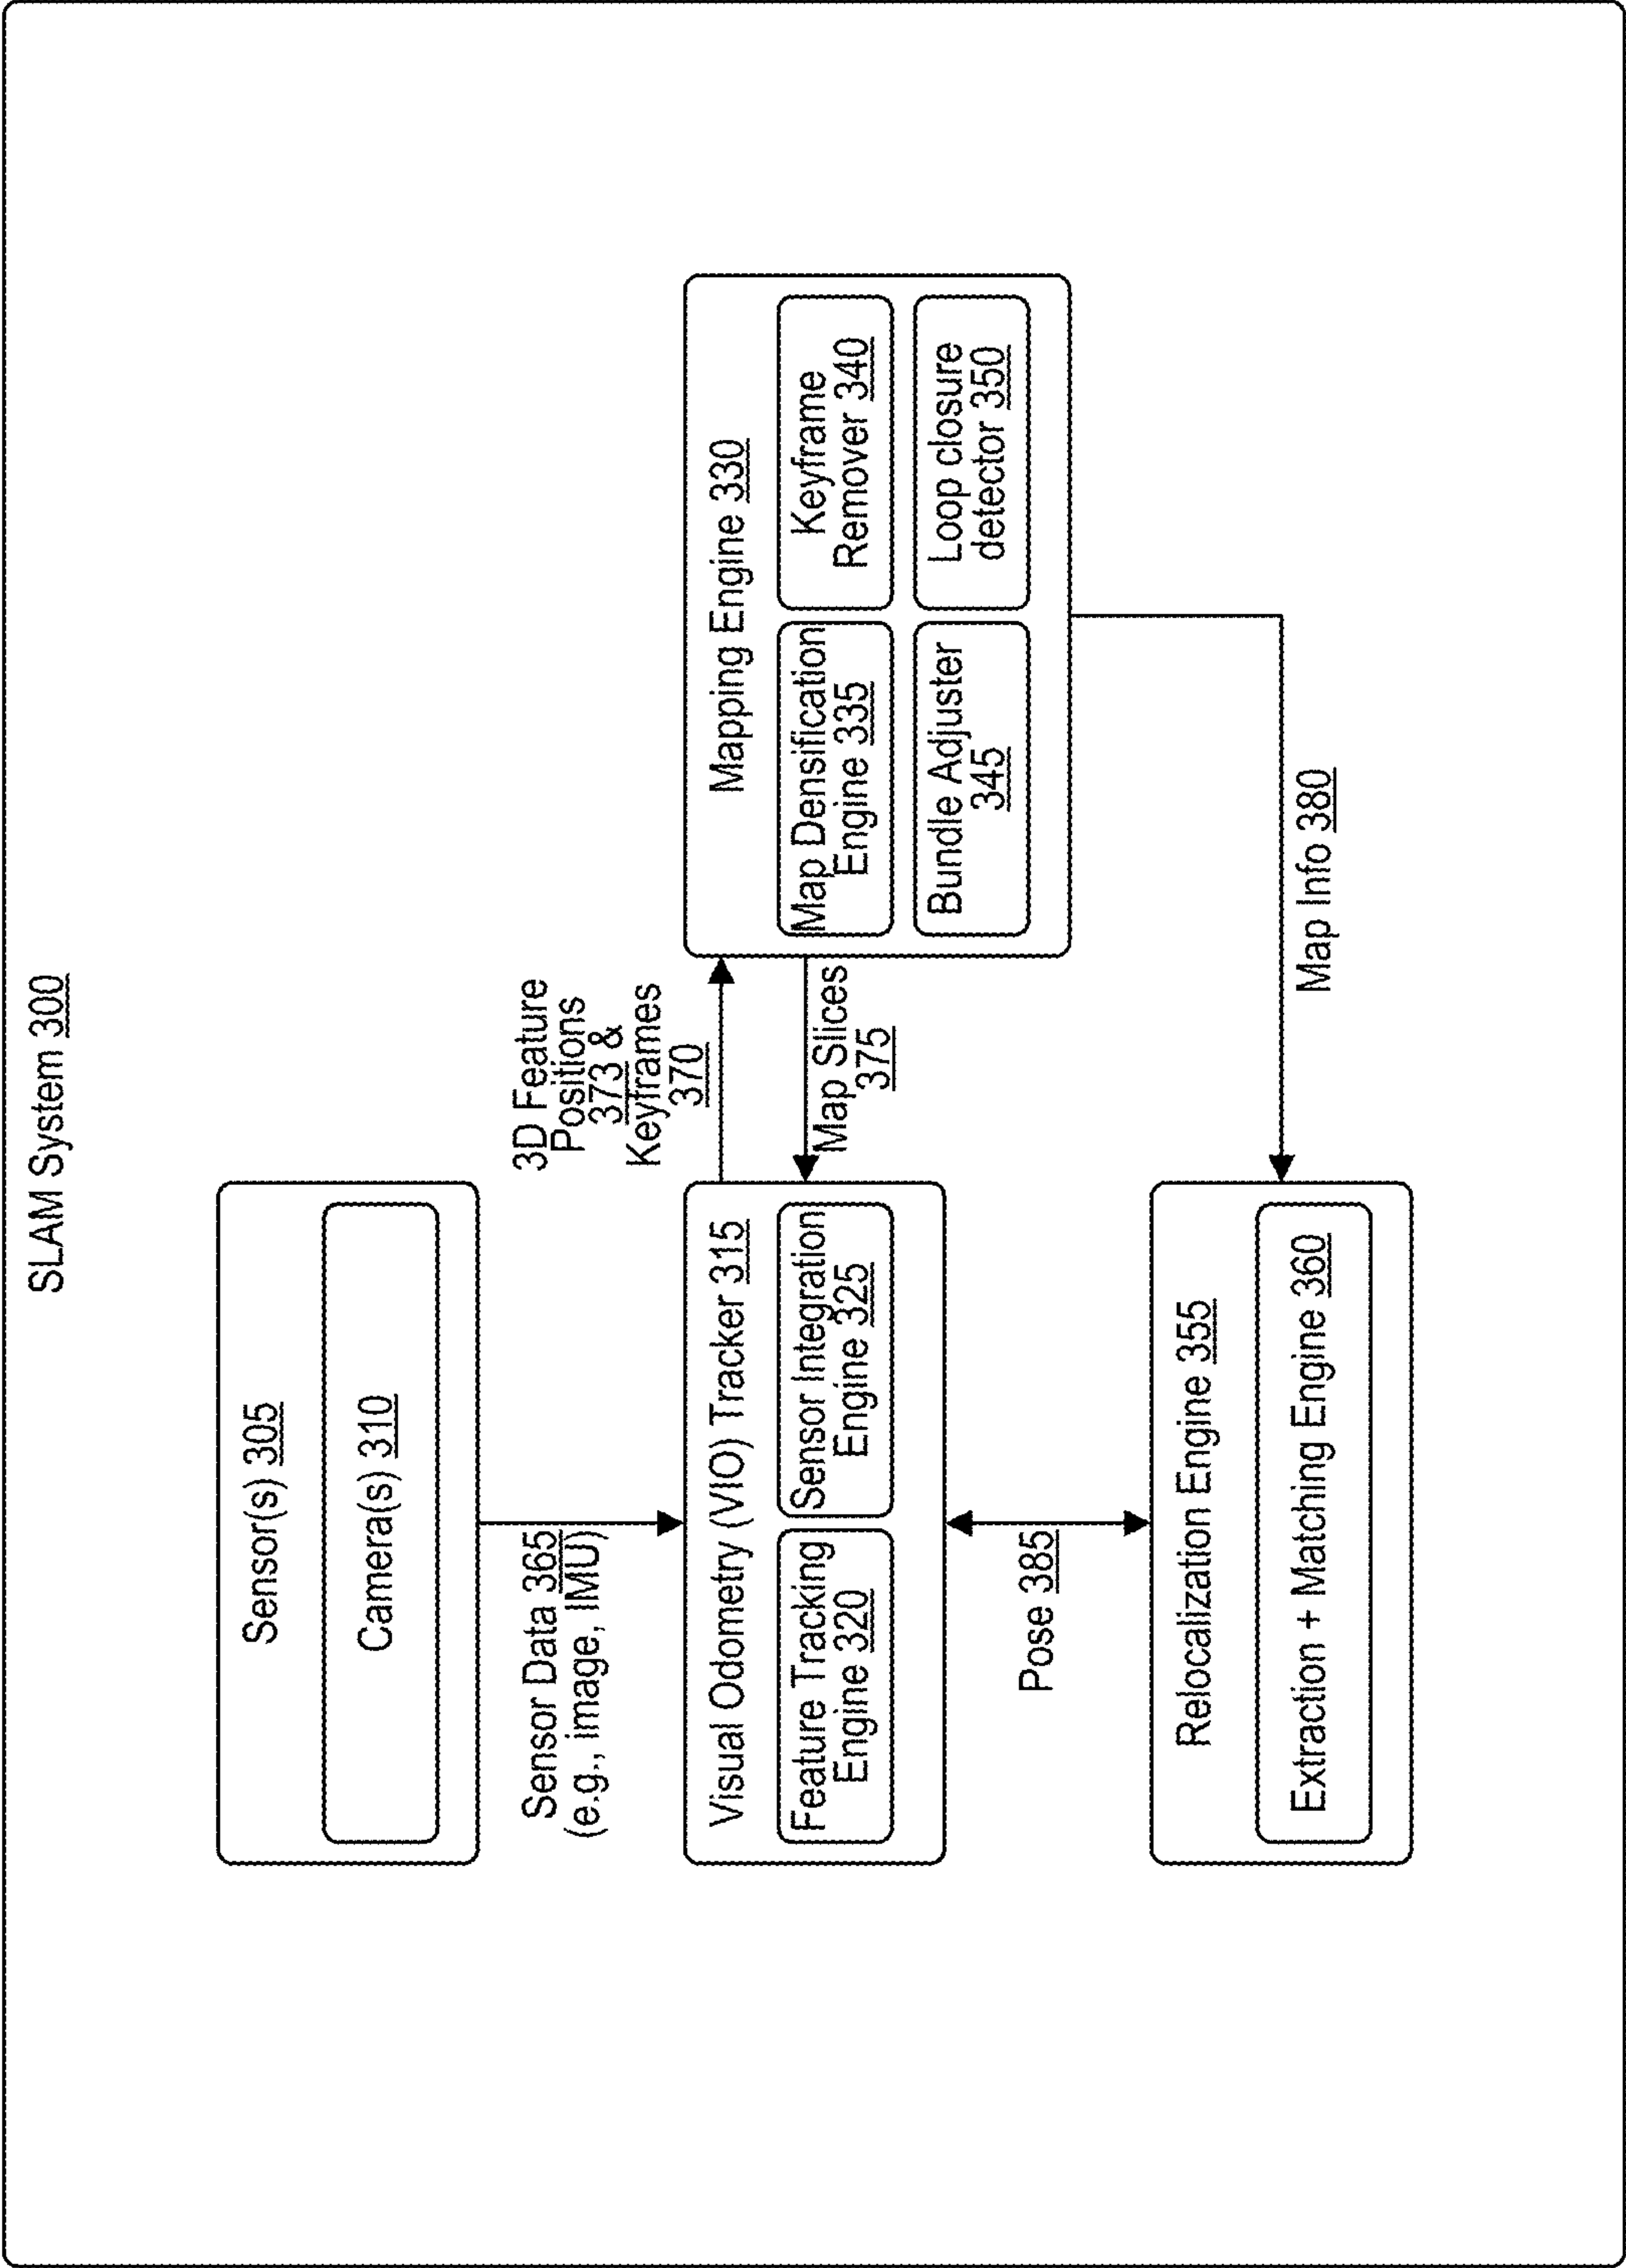 SLAM System 300
Sensor(s) 305
Camera(s) 310
Sensor Data 365
(e.g., image, IMU)
3D Feature
Positions
373 &
Keyframes
370
Visual Odometry (VIO) Tracker 315
Feature Tracking
Engine 320
Sensor Integration
Engine 325
Map Slices
375
Mapping Engine 330
Map Densification
Engine 335
Keyframe
Remover 340
Bundle Adjuster
345
Loop closure
detector 350
Pose 385
Map Info 380
Relocalization Engine 355
Extraction + Matching Engine 360